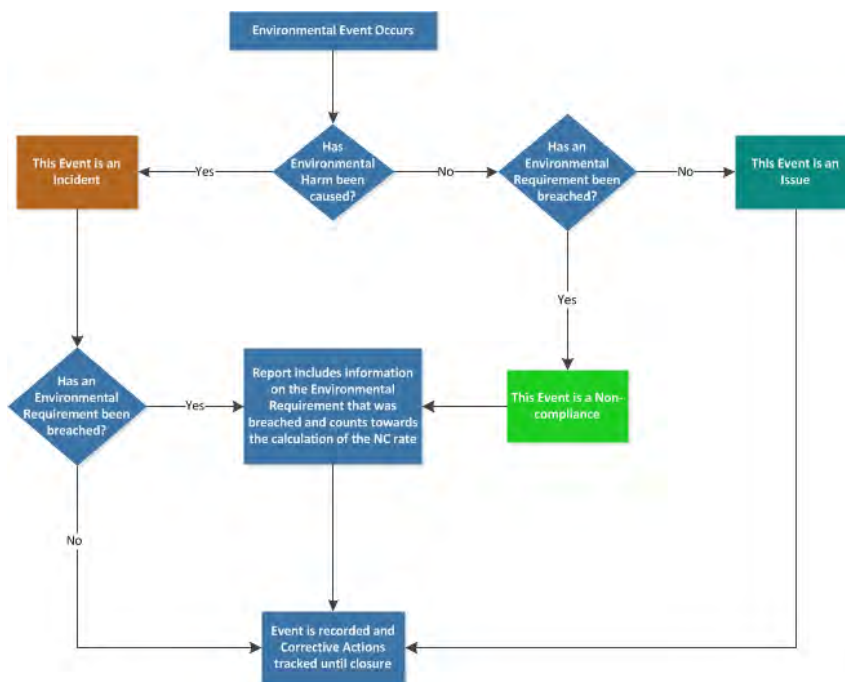 Environmental Event Occurs
Has
Environmental
Harm been
caused?
Yes
No
This Event is an
Incident
Has an
Environmental
Requirement been
breached?
No
This Event is an
Issue
Yes
Has an
Environmental
Requirement been
breached?
Yes
Report includes information
on the Environmental
Requirement that was
breached and counts towards
the calculation of the NC rate
This Event is a Non-
compliance
No
Event is recorded and
Corrective Actions
tracked until closure